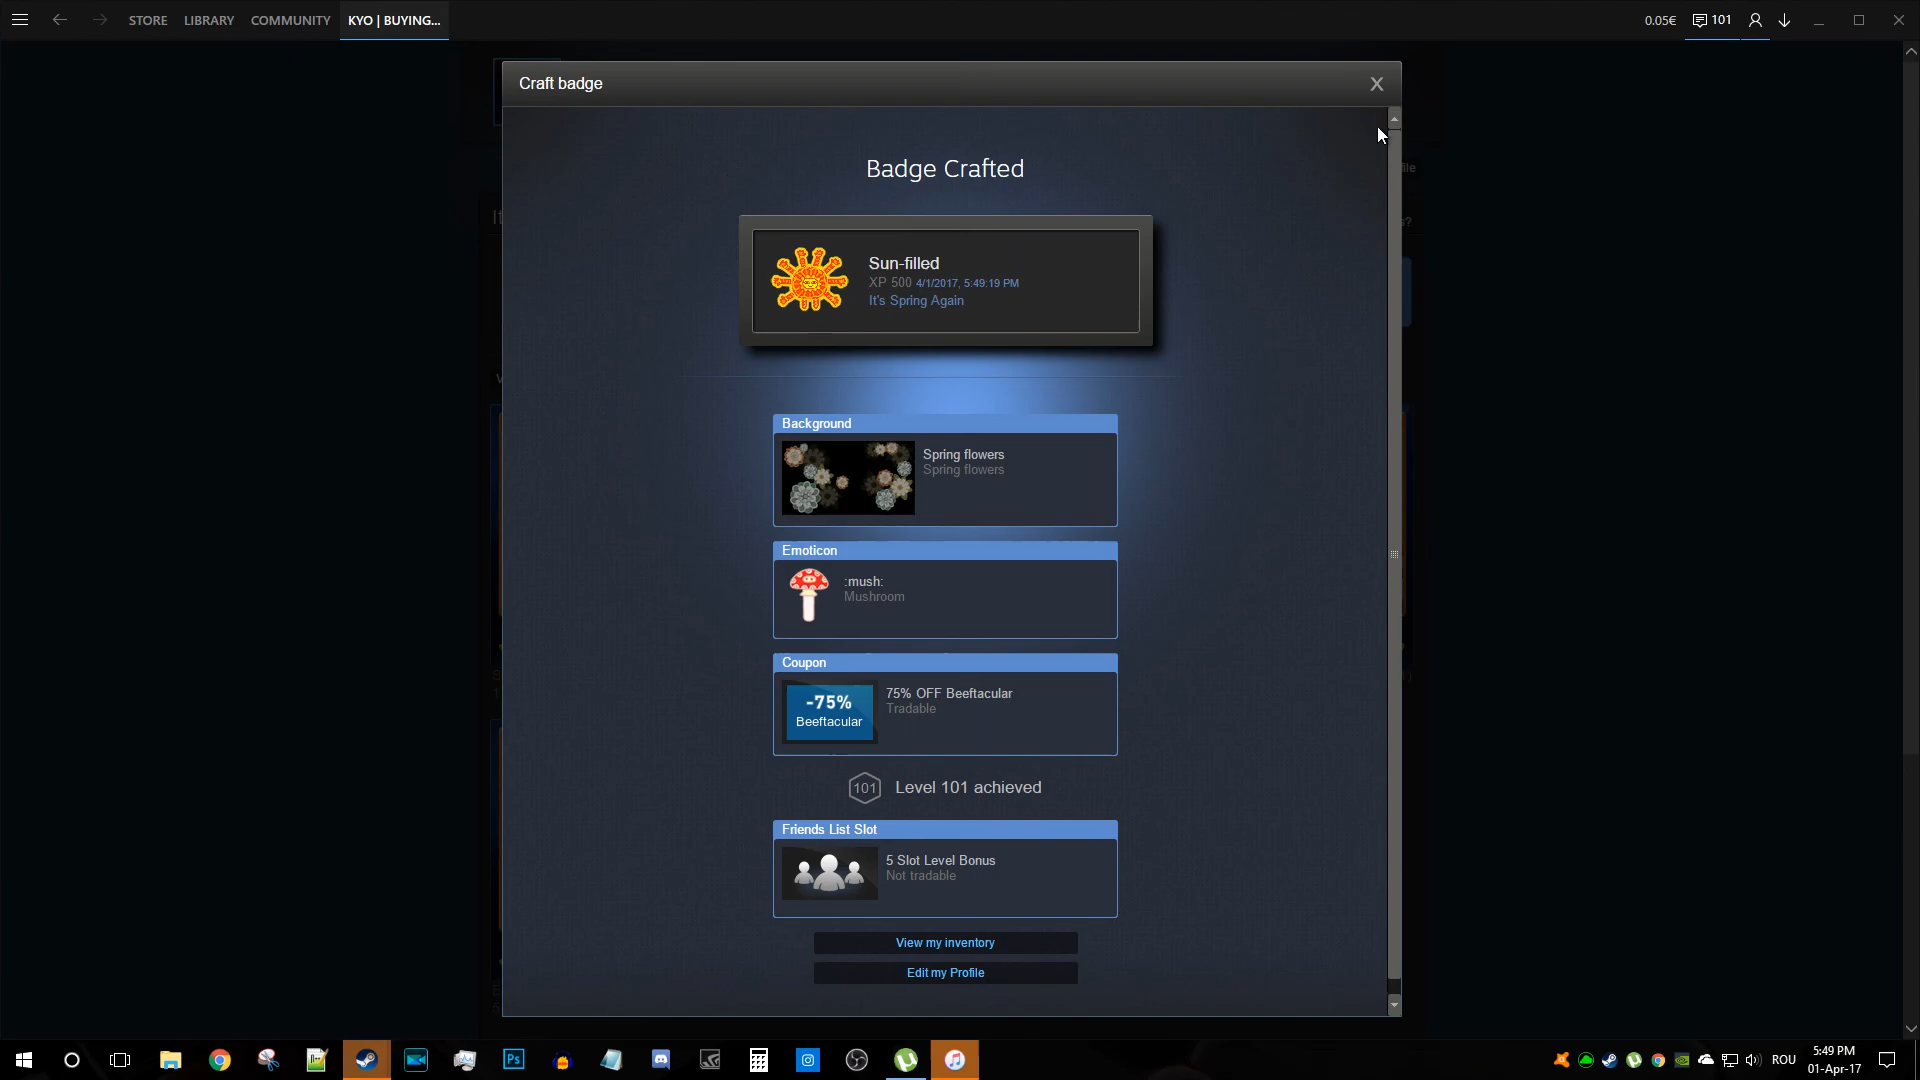 STORE LIBRARY COMMUNITY KYO | BUYING... 0.05€ 101
Craft badge X
Badge Crafted
Sun-filled
XP 500 4/1/2017, 5:49:19 PM
It's Spring Again
Background
Spring flowers
Spring flowers
Emoticon
:mush:
Mushroom
Coupon
-75%
Beeftacular
75% OFF Beeftacular
Tradable
101 Level 101 achieved
Friends List Slot
5 Slot Level Bonus
Not tradable
View my inventory
Edit my Profile
Ps
ROU
5:49 PM
01-Apr-17